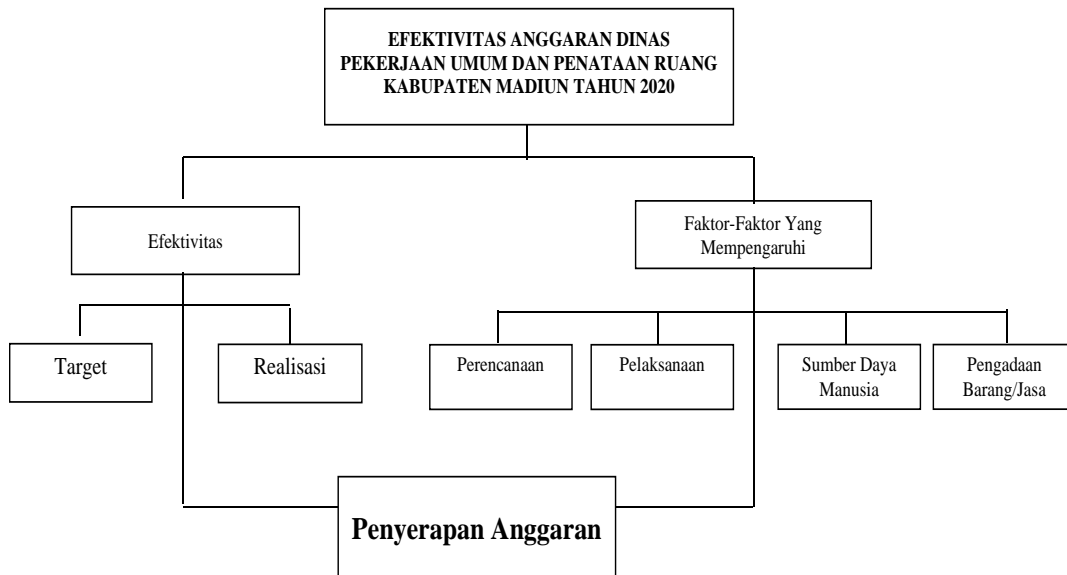 EFEKTIVITAS ANGGARAN DINAS
PEKERJAAN UMUM DAN PENATAAN RUANG
KABUPATEN MADIUN TAHUN 2020
Efektivitas
Faktor-Faktor Yang
Mempengaruhi
Target
Realisasi
Perencanaan
Pelaksanaan
Sumber Daya
Manusia
Pengadaan
Barang/Jasa
Penyerapan Anggaran